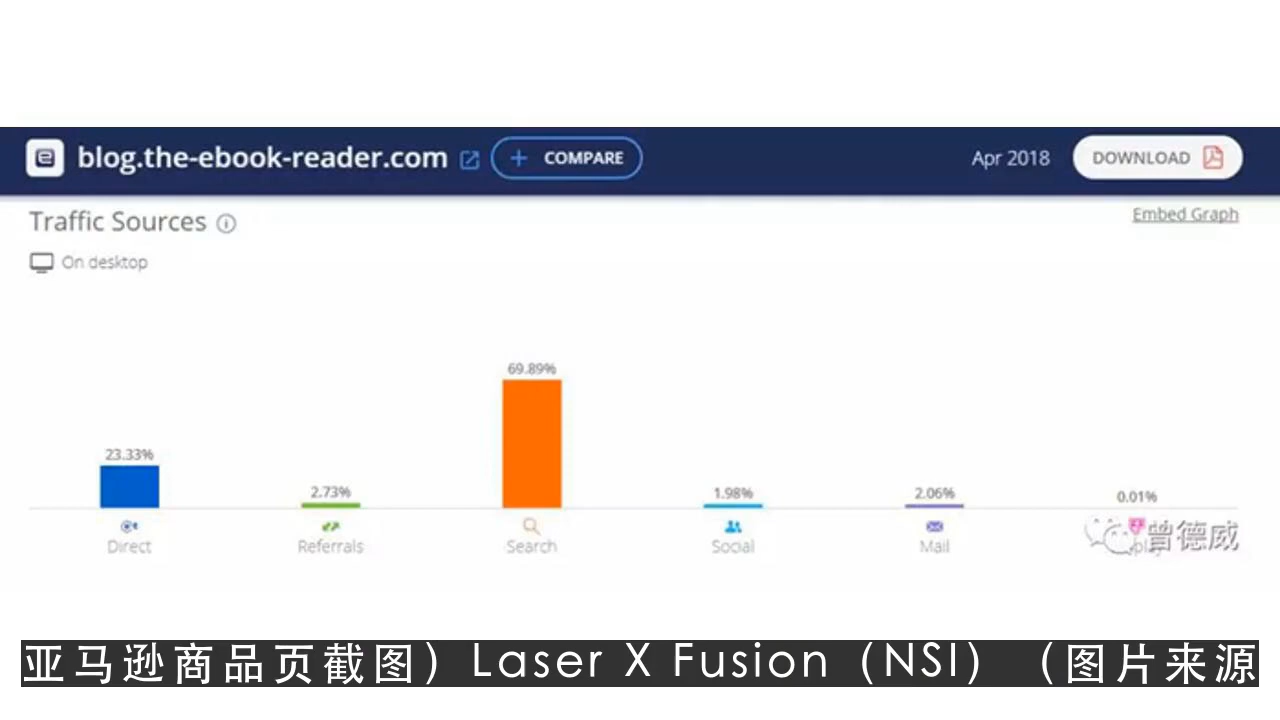 blog.the-ebook-reader.com + COMPARE Apr 2018 DOWNLOAD
Traffic Sources
Embed Graph
On desktop
69.89%
23.33%
2.73%
1.98%
2.06%
0.01%
Direct Referrals Search Social Mail
曾德威
亚马逊商品页截图）Laser X Fusion（NSI）（图片来源